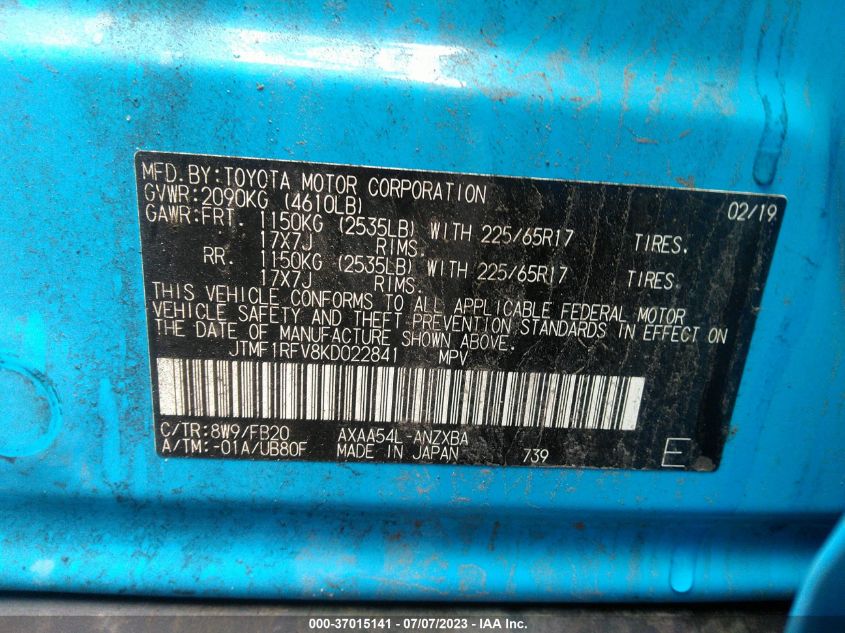 MFD.BY:TOYOTA MOTOR CORPORATION 02/19
GVWR:2090KG (4610LB)
GAWR:FRT. 1150KG (2535LB) WITH 225/65R17 TIRES,
17X7J RIMS.
RR. 1150KG (2535LB) WITH 225/65R17 TIRES,
17X7J RIMS.
THIS VEHICLE CONFORMS TO ALL APPLICABLE FEDERAL MOTOR
VEHICLE SAFETY AND THEFT PREVENTION STANDARDS IN EFFECT ON
THE DATE OF MANUFACTURE SHOWN ABOVE.
JTMF1RFV8KD022841 MPV
C/TR:8W9/FB20 AXAA54L-ANZXBA
A/TM:-01A/UB80F MADE IN JAPAN 739 E
000-37015141 - 07/07/2023 - IAA Inc.